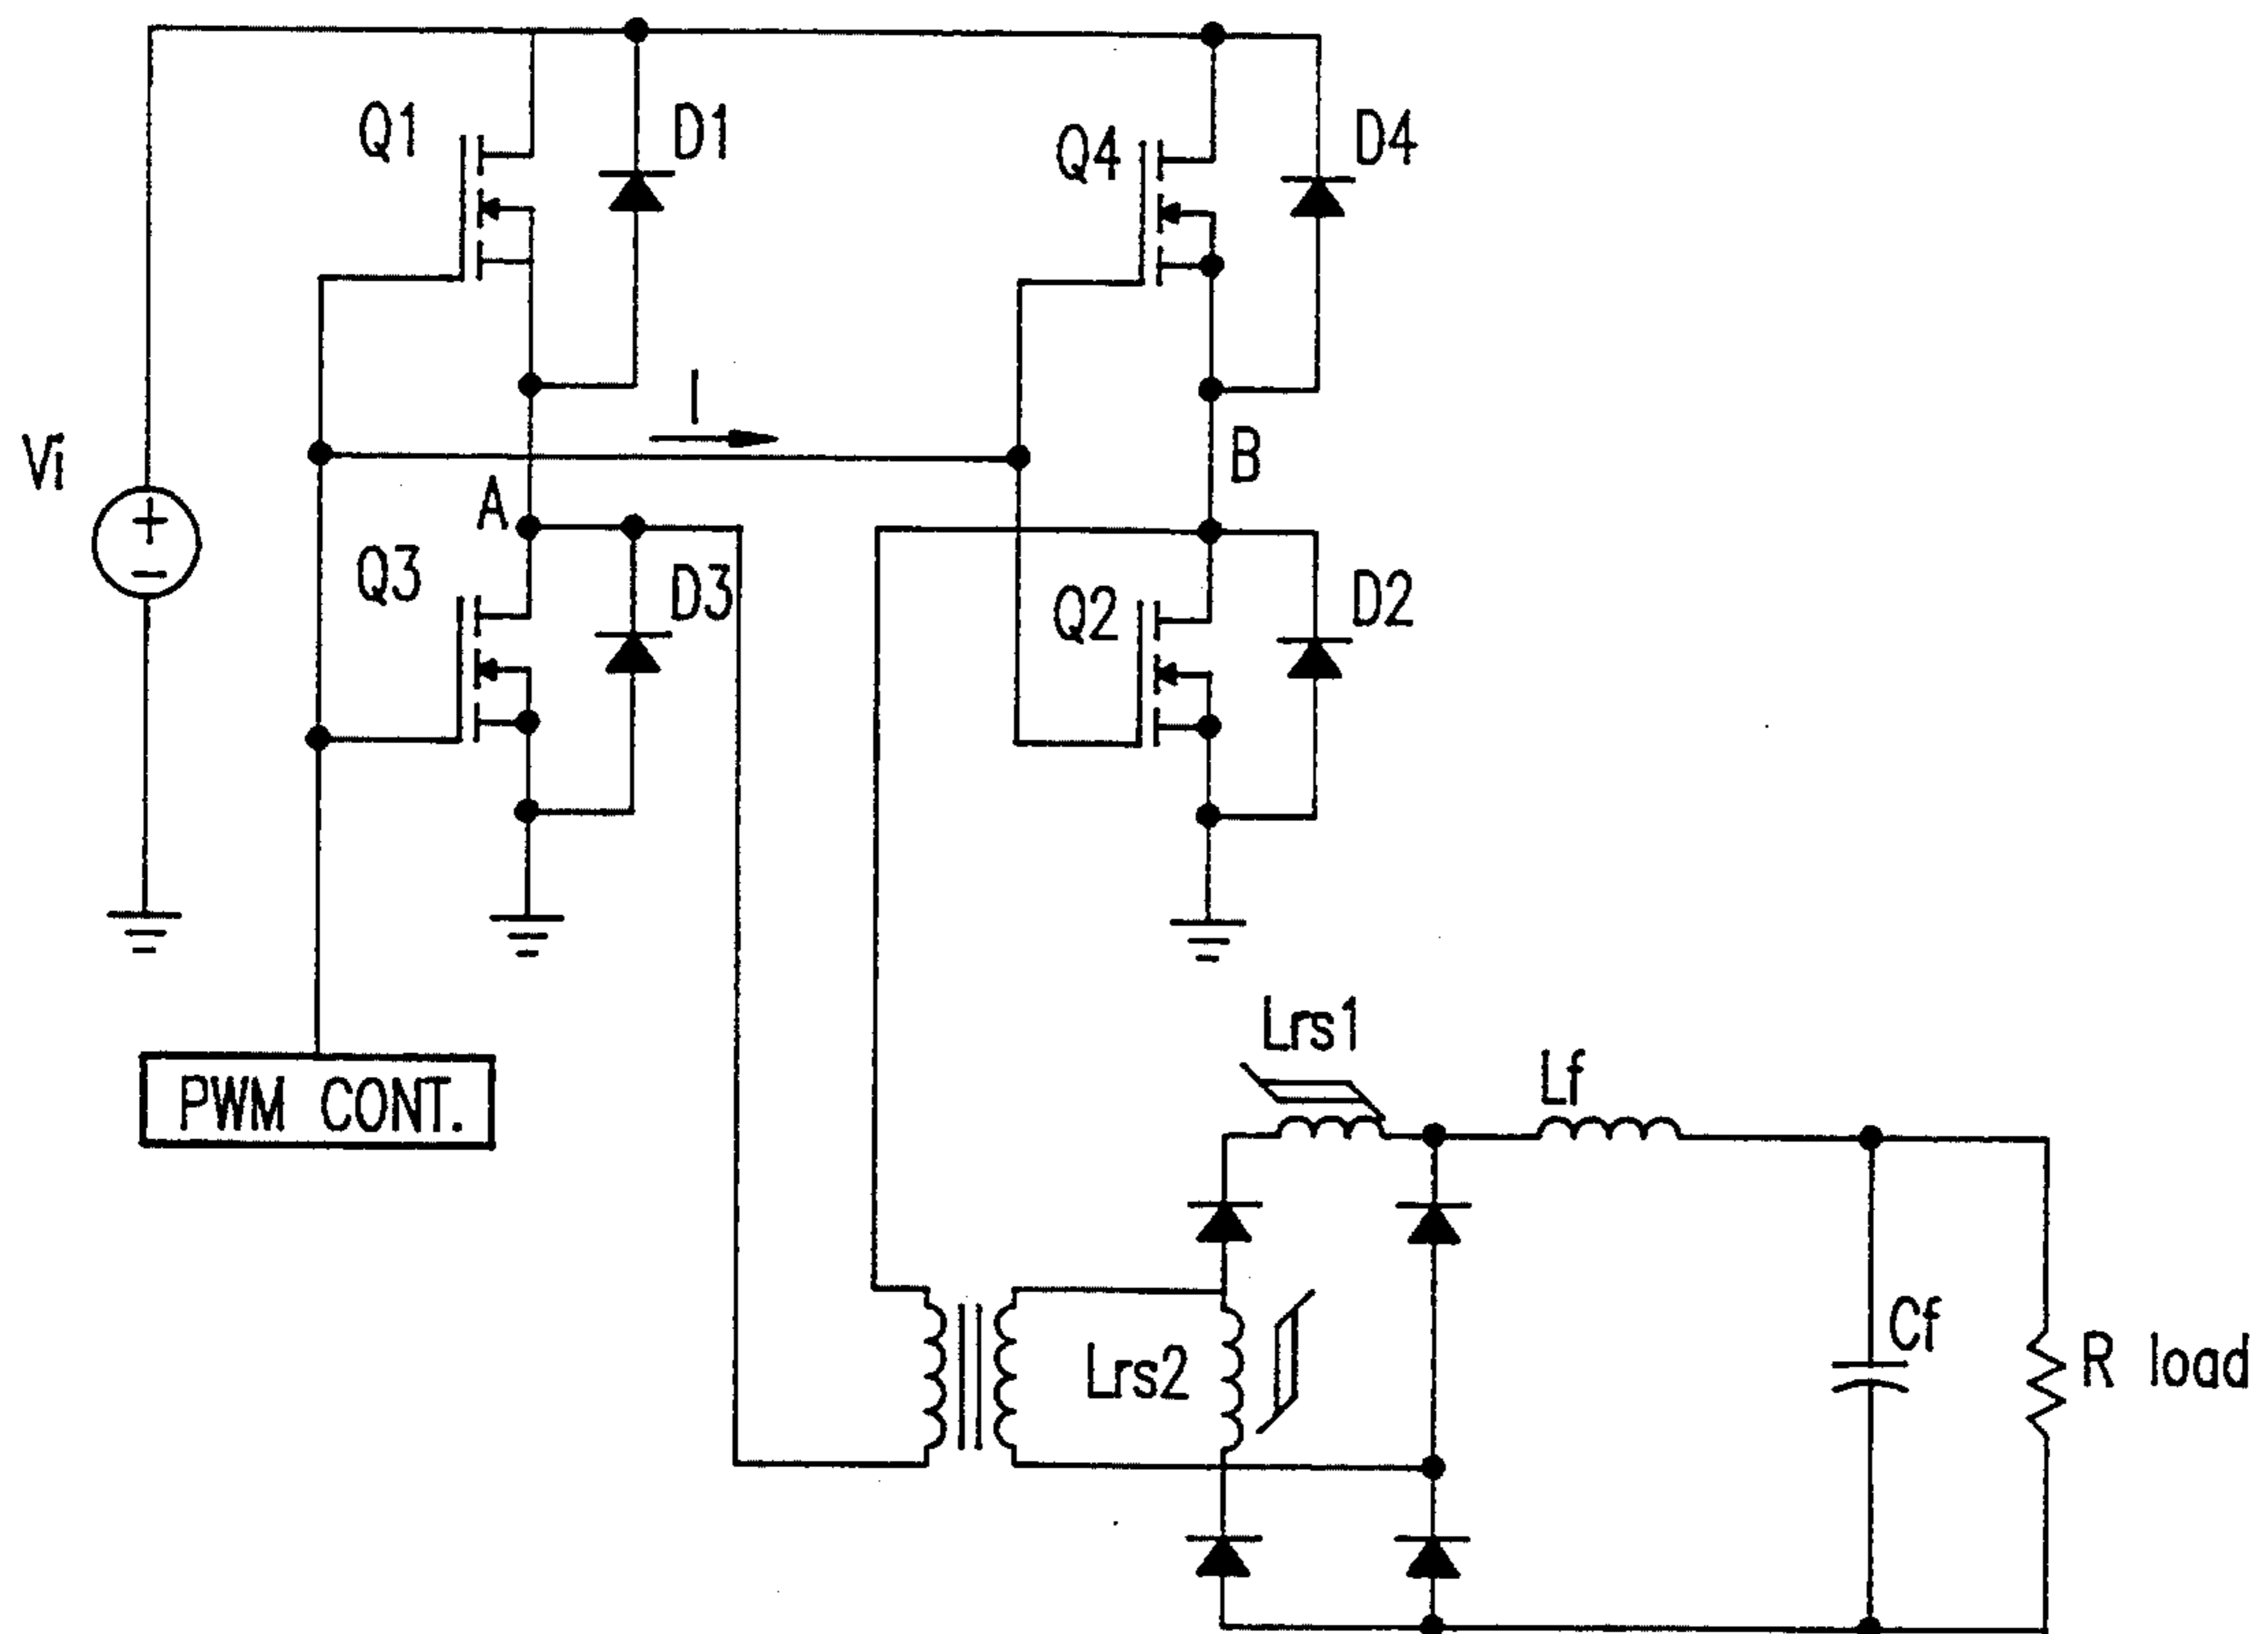 Q1
D1
Q4
D4
I
Vi
+
-
A
B
Q3
D3
Q2
D2
PWM CONT.
Lrs1
Lf
Lrs2
Cf
R load